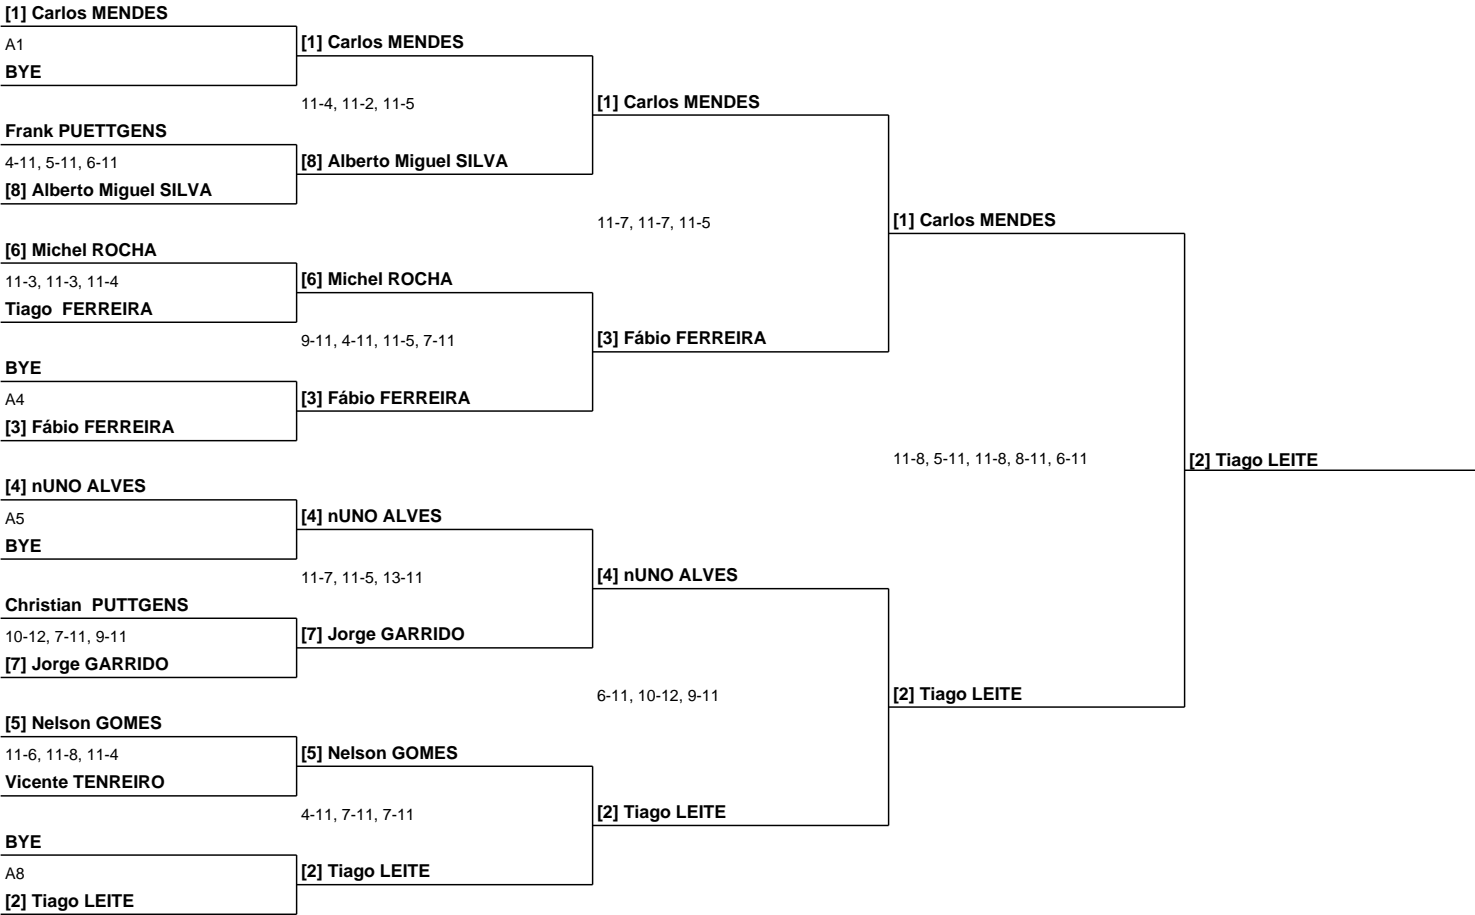 [1] Carlos MENDES
A1
BYE
Frank PUETTGENS
4-11, 5-11, 6-11
[8] Alberto Miguel SILVA
[6] Michel ROCHA
11-3, 11-3, 11-4
Tiago  FERREIRA
BYE
A4
[3] Fábio FERREIRA
[4] nUNO ALVES
A5
BYE
Christian  PUTTGENS
10-12, 7-11, 9-11
[7] Jorge GARRIDO
[5] Nelson GOMES
11-6, 11-8, 11-4
Vicente TENREIRO
BYE
A8
[2] Tiago LEITE
[1] Carlos MENDES
11-4, 11-2, 11-5
[8] Alberto Miguel SILVA
[6] Michel ROCHA
9-11, 4-11, 11-5, 7-11
[3] Fábio FERREIRA
[4] nUNO ALVES
11-7, 11-5, 13-11
[7] Jorge GARRIDO
[5] Nelson GOMES
4-11, 7-11, 7-11
[2] Tiago LEITE
[1] Carlos MENDES
11-7, 11-7, 11-5
[3] Fábio FERREIRA
[4] nUNO ALVES
6-11, 10-12, 9-11
[2] Tiago LEITE
[1] Carlos MENDES
11-8, 5-11, 11-8, 8-11, 6-11
[2] Tiago LEITE
[2] Tiago LEITE